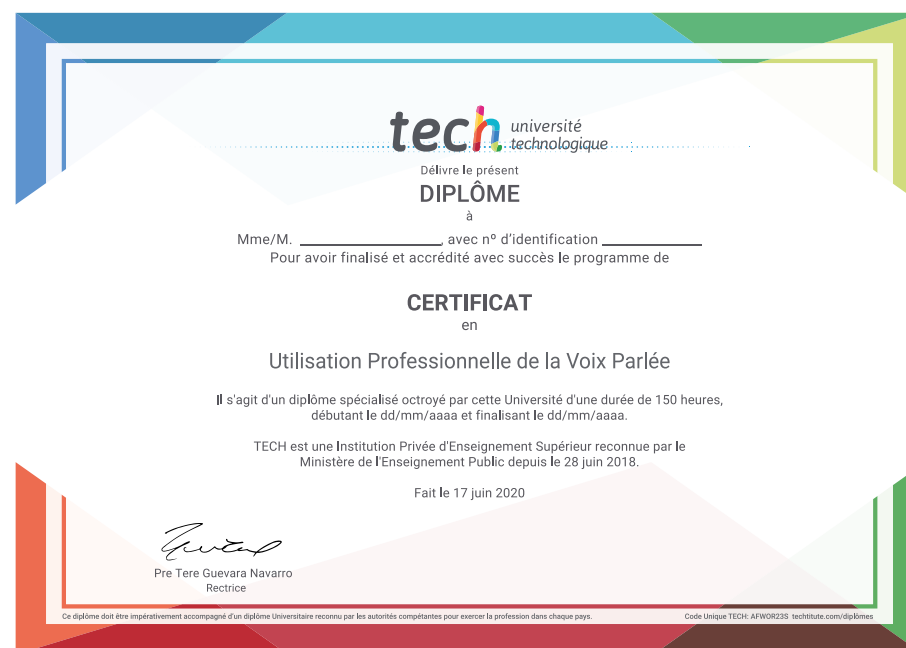 tech université
technologique
Délivre le présent
DIPLÔME
à
Mme/M. ____________________, avec nº d'identification ______________
Pour avoir finalisé et accrédité avec succès le programme de
CERTIFICAT
en
Utilisation Professionnelle de la Voix Parlée
Il s'agit d'un diplôme spécialisé octroyé par cette Université d'une durée de 150 heures,
débutant le dd/mm/aaaa et finalisant le dd/mm/aaaa.
TECH est une Institution Privée d'Enseignement Supérieur reconnue par le
Ministère de l'Enseignement Public depuis le 28 juin 2018.
Fait le 17 juin 2020
Pre Tere Guevara Navarro
Rectrice
Ce diplôme doit être impérativement accompagné d'un diplôme Universitaire reconnu par les autorités compétantes pour exercer la profession dans chaque pays.
Code Unique TECH: AFWOR23S techtitute.com/diplômes